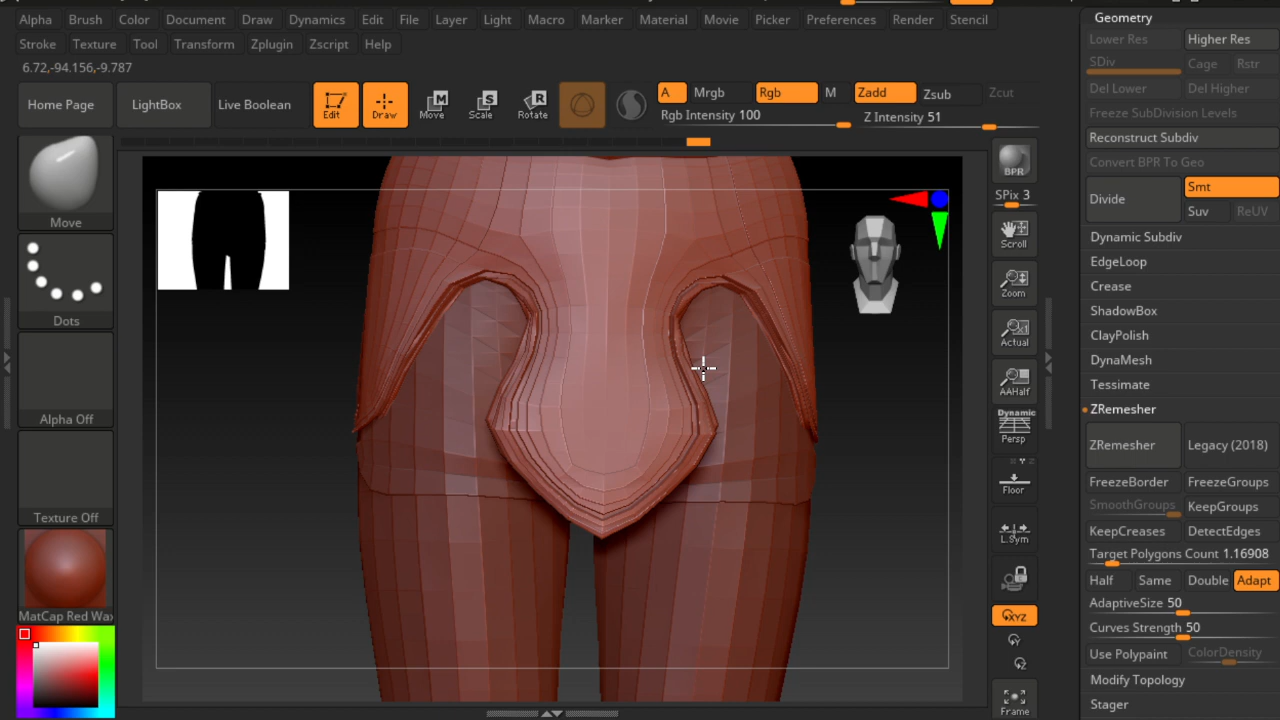 Alpha Brush Color Document Draw Dynamics Edit File Layer Light Macro Marker Material Movie Picker Preferences Render Stencil
Stroke Texture Tool Transform Zplugin Zscript Help
6.72,-94.156,-9.787
Home Page LightBox Live Boolean Edit Draw Move Scale Rotate
A Mrgb Rgb M Zadd Zsub Zcut
Rgb Intensity 100 Z Intensity 51
Move
Dots
Alpha Off
Texture Off
MatCap Red Wax
BPR
SPix 3
Scroll
Zoom
Actual
AAHalf
Dynamic
Persp
Floor
L.Sym
XYZ
Y
Z
Frame
Geometry
Lower Res Higher Res
SDiv Cage Rstr
Del Lower Del Higher
Freeze SubDivision Levels
Reconstruct Subdiv
Convert BPR To Geo
Divide Smt
Suv ReUV
Dynamic Subdiv
EdgeLoop
Crease
ShadowBox
ClayPolish
DynaMesh
Tessimate
ZRemesher
ZRemesher Legacy (2018)
FreezeBorder FreezeGroups
SmoothGroups KeepGroups
KeepCreases DetectEdges
Target Polygons Count 1.16908
Half Same Double Adapt
AdaptiveSize 50
Curves Strength 50
Use Polypaint ColorDensity
Modify Topology
Stager